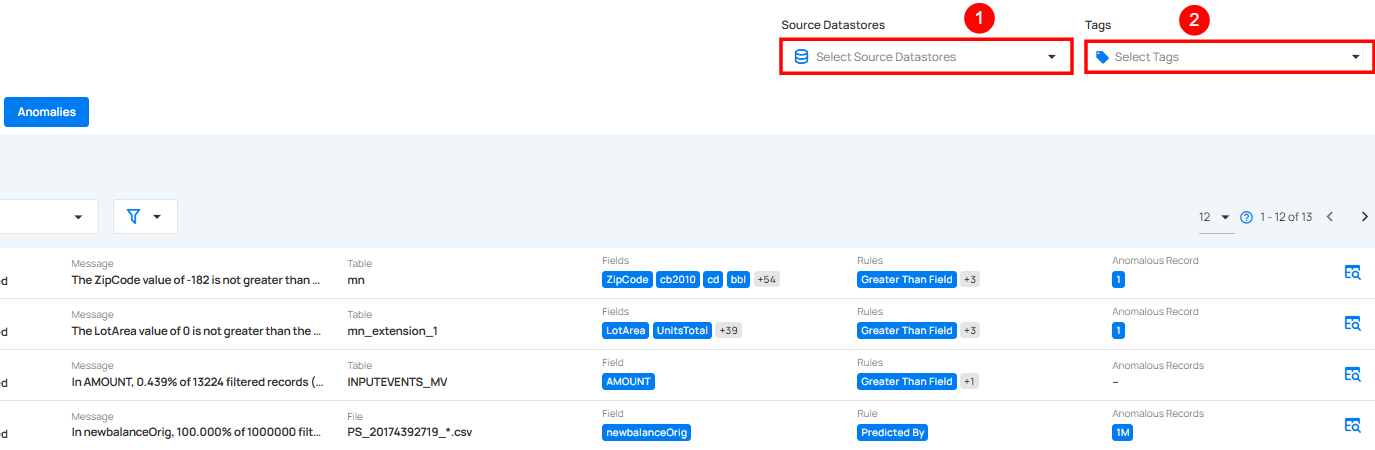 1
2
Source Datastores
Tags
Select Source Datastores
Select Tags
Anomalies
12
1 - 12 of 13
Message
Table
Fields
Rules
Anomalous Record
ed
The ZipCode value of -182 is not greater than ...
mn
ZipCode cb2010 cd bbl +54
Greater Than Field +3
1
Message
Table
Fields
Rules
Anomalous Record
ed
The LotArea value of 0 is not greater than the ...
mn_extension_1
LotArea UnitsTotal +39
Greater Than Field +3
1
Message
Table
Field
Rules
Anomalous Records
ed
In AMOUNT, 0.439% of 13224 filtered records (...
INPUTEVENTS_MV
AMOUNT
Greater Than Field +1
–
Message
File
Field
Rule
Anomalous Records
ed
In newbalanceOrig, 100.000% of 1000000 filt...
PS_20174392719_*.csv
newbalanceOrig
Predicted By
1M